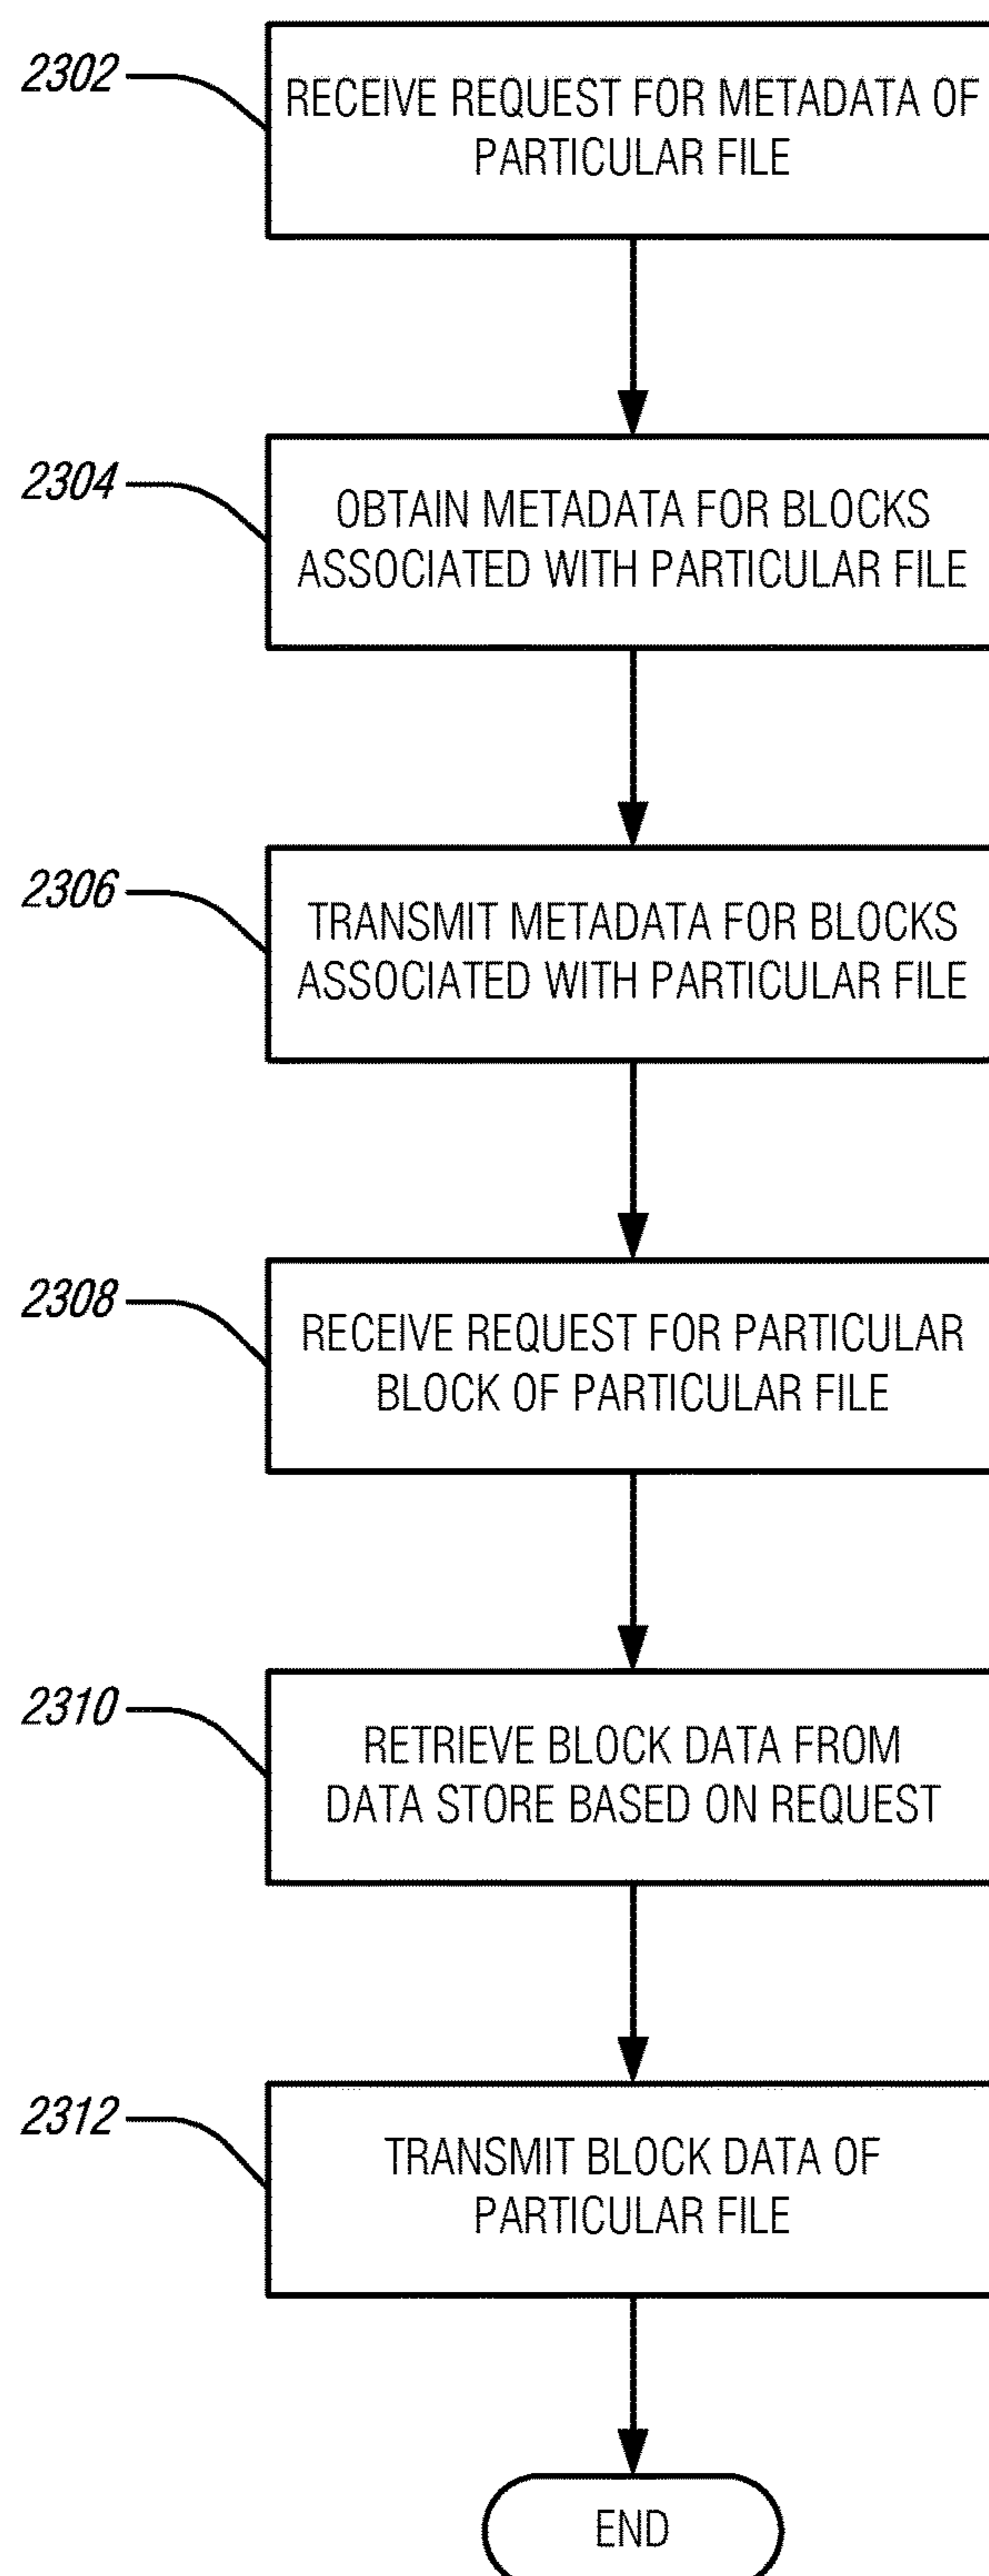 2302
RECEIVE REQUEST FOR METADATA OF
PARTICULAR FILE
2304
OBTAIN METADATA FOR BLOCKS
ASSOCIATED WITH PARTICULAR FILE
2306
TRANSMIT METADATA FOR BLOCKS
ASSOCIATED WITH PARTICULAR FILE
2308
RECEIVE REQUEST FOR PARTICULAR
BLOCK OF PARTICULAR FILE
2310
RETRIEVE BLOCK DATA FROM
DATA STORE BASED ON REQUEST
2312
TRANSMIT BLOCK DATA OF
PARTICULAR FILE
END